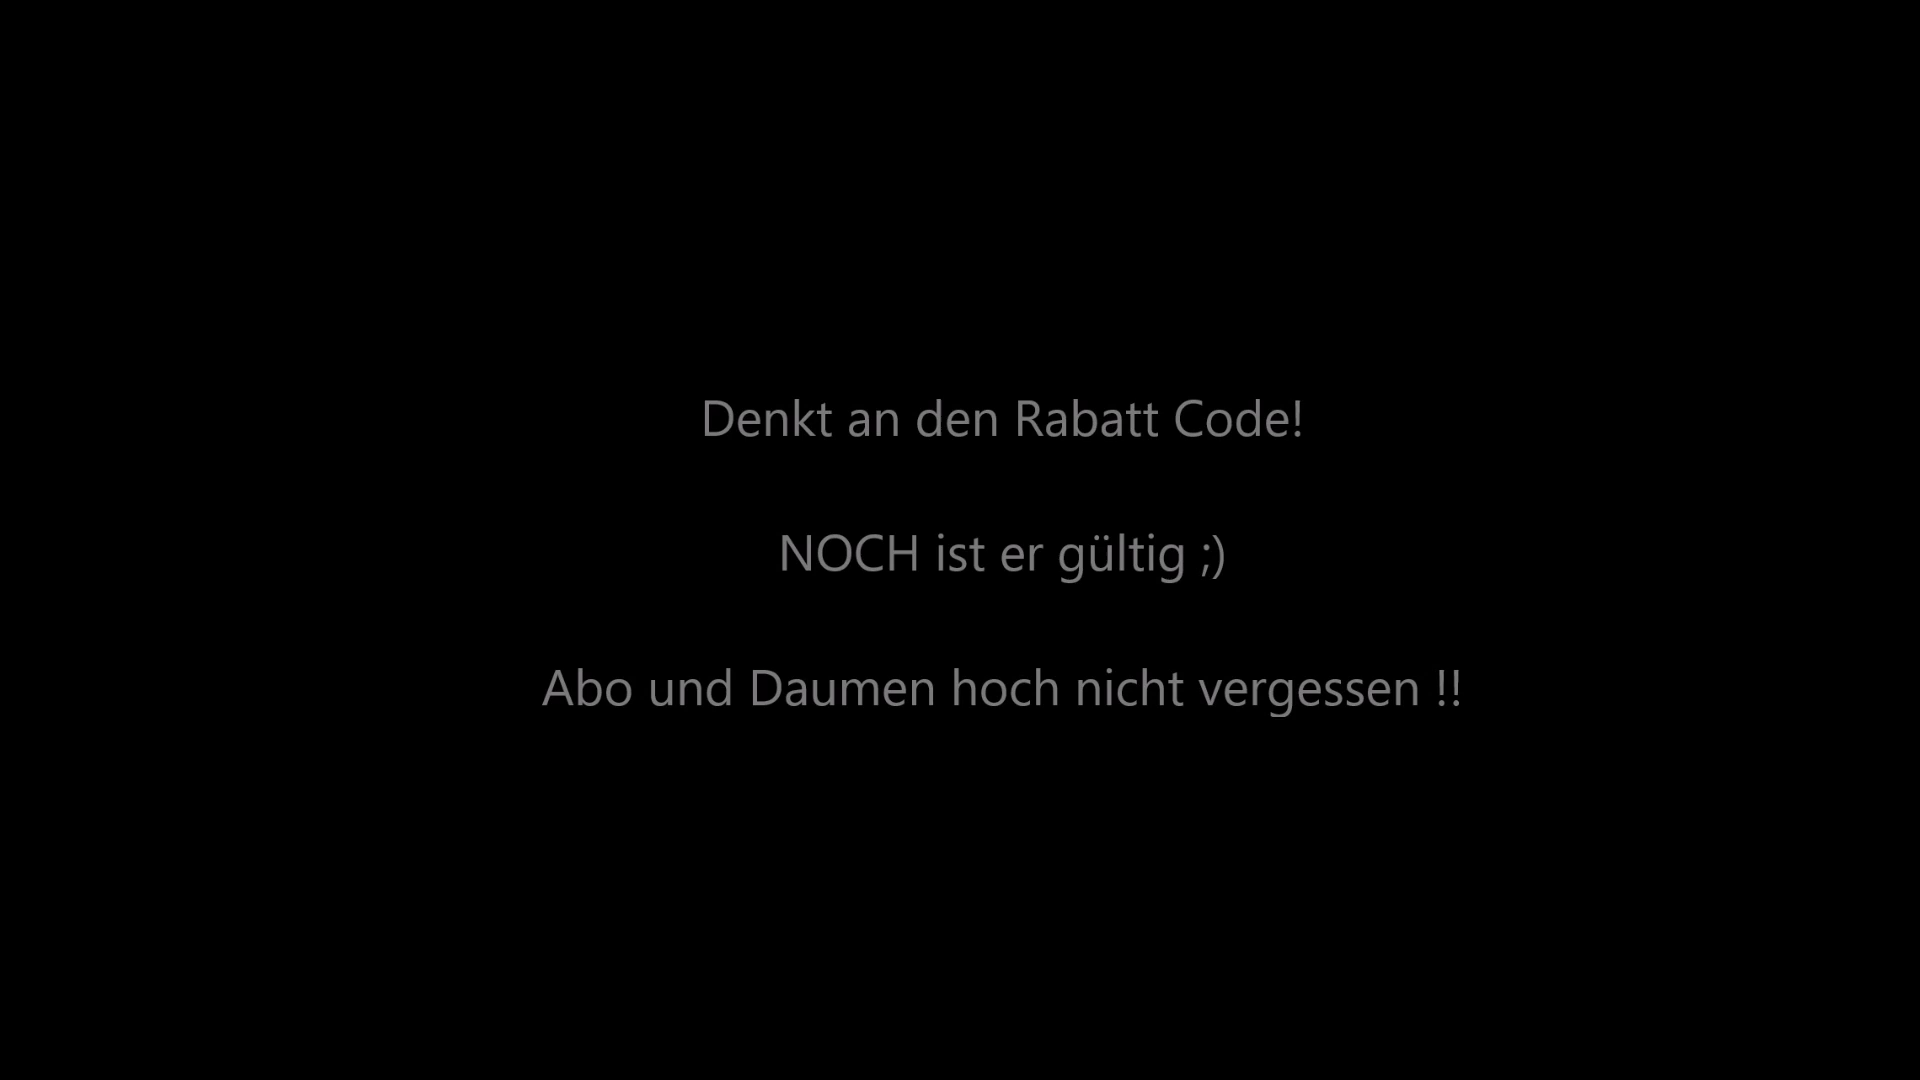 Denkt an den Rabatt Code!
NOCH ist er gültig ;)
Abo und Daumen hoch nicht vergessen !!